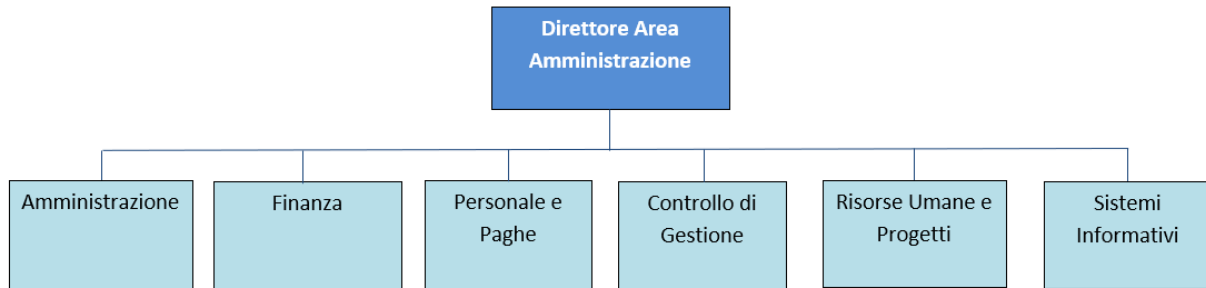 Direttore Area
Amministrazione
Amministrazione
Finanza
Personale e
Paghe
Controllo di
Gestione
Risorse Umane e
Progetti
Sistemi
Informativi